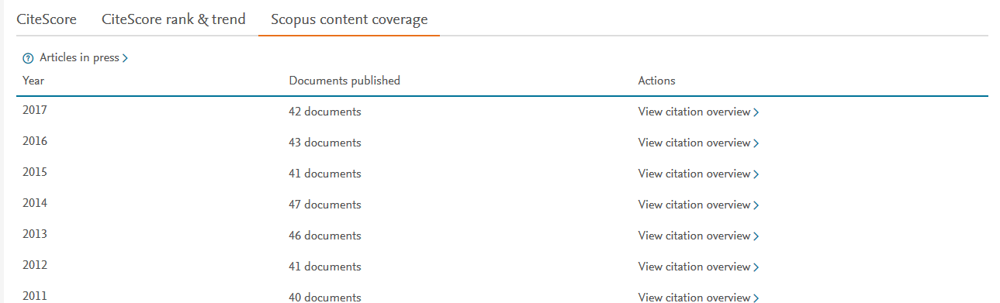 CiteScore CiteScore rank & trend Scopus content coverage
Articles in press
Year Documents published Actions
2017 42 documents View citation overview
2016 43 documents View citation overview
2015 41 documents View citation overview
2014 47 documents View citation overview
2013 46 documents View citation overview
2012 41 documents View citation overview
2011 40 documents View citation overview